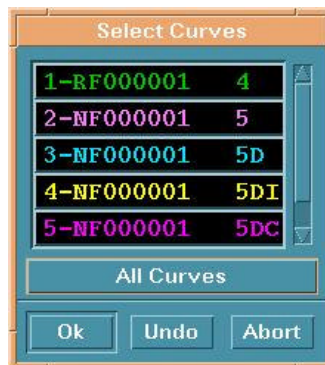 Select Curves
1-RF000001 4
2-NF000001 5
3-NF000001 5D
4-NF000001 5DI
5-NF000001 5DC
All Curves
Ok Undo Abort